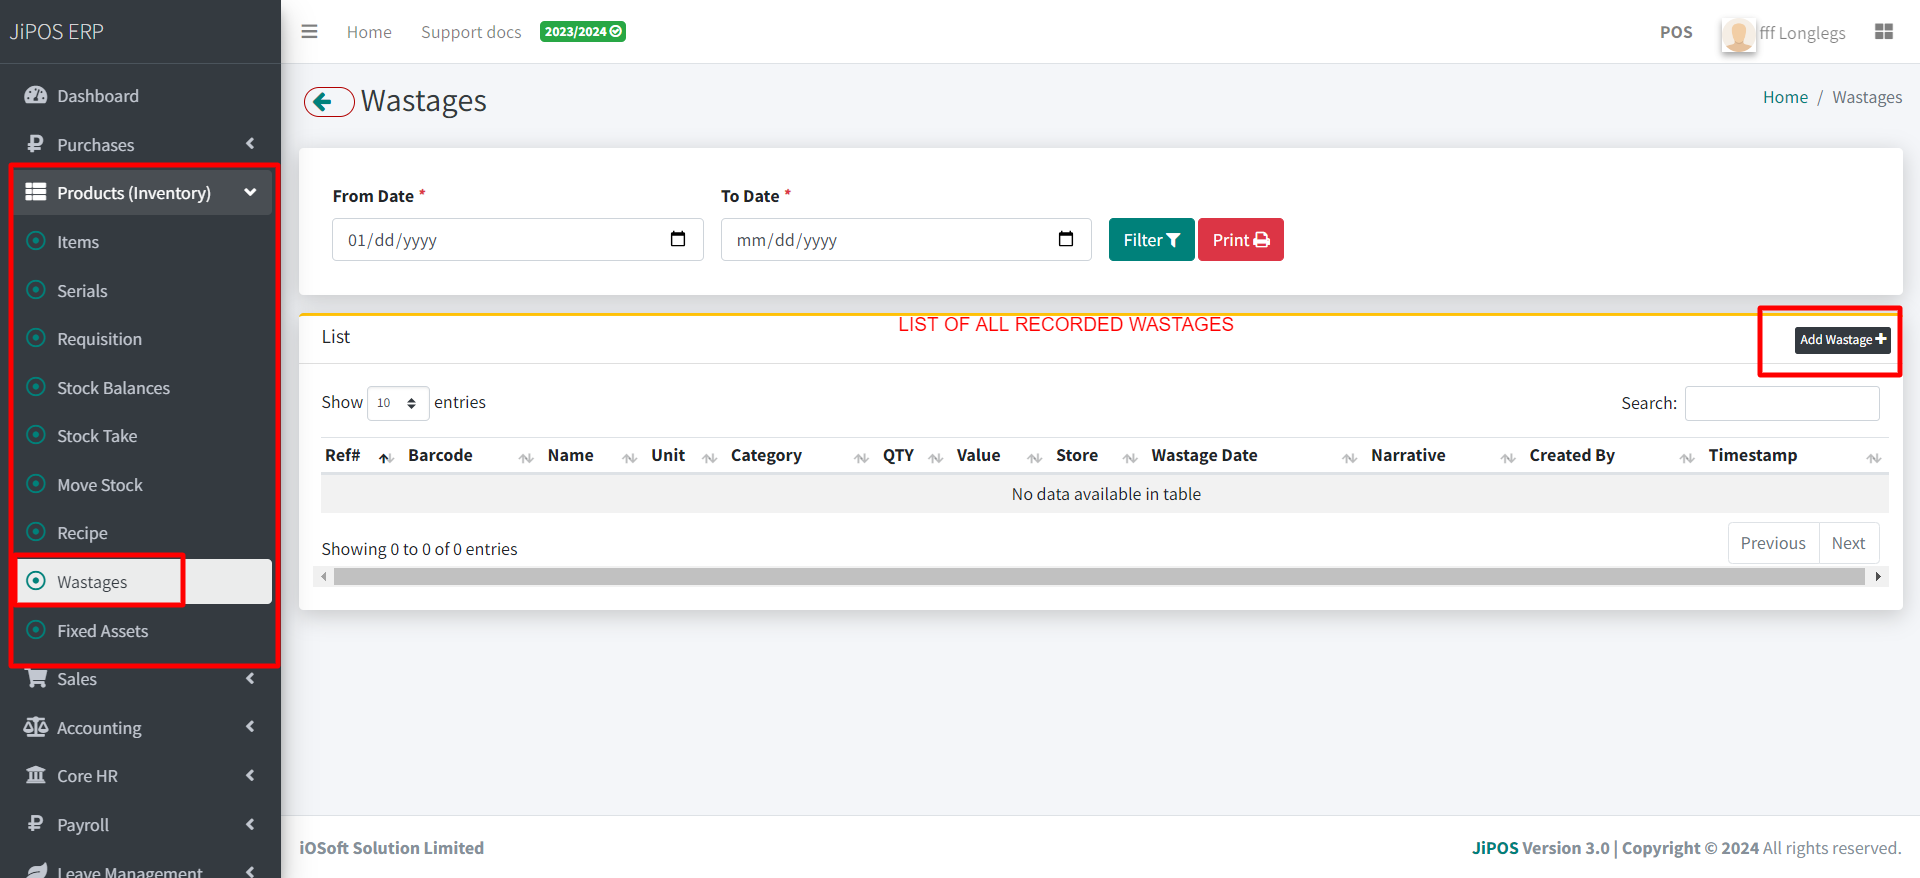 JiPOS ERP
Home
Support docs
2023/2024
POS
fff Longlegs
Dashboard
Purchases
Products (Inventory)
Items
Serials
Requisition
Stock Balances
Stock Take
Move Stock
Recipe
Wastages
Fixed Assets
Sales
Accounting
Core HR
Payroll
Leave Management
Wastages
Home / Wastages
From Date *
To Date *
01/dd/yyyy
mm/dd/yyyy
Filter
Print
LIST OF ALL RECORDED WASTAGES
List
Add Wastage
Show 10 entries
Search:
Ref# Barcode Name Unit Category QTY Value Store Wastage Date Narrative Created By Timestamp
No data available in table
Showing 0 to 0 of 0 entries
Previous Next
iOSoft Solution Limited
JiPOS Version 3.0 | Copyright © 2024 All rights reserved.